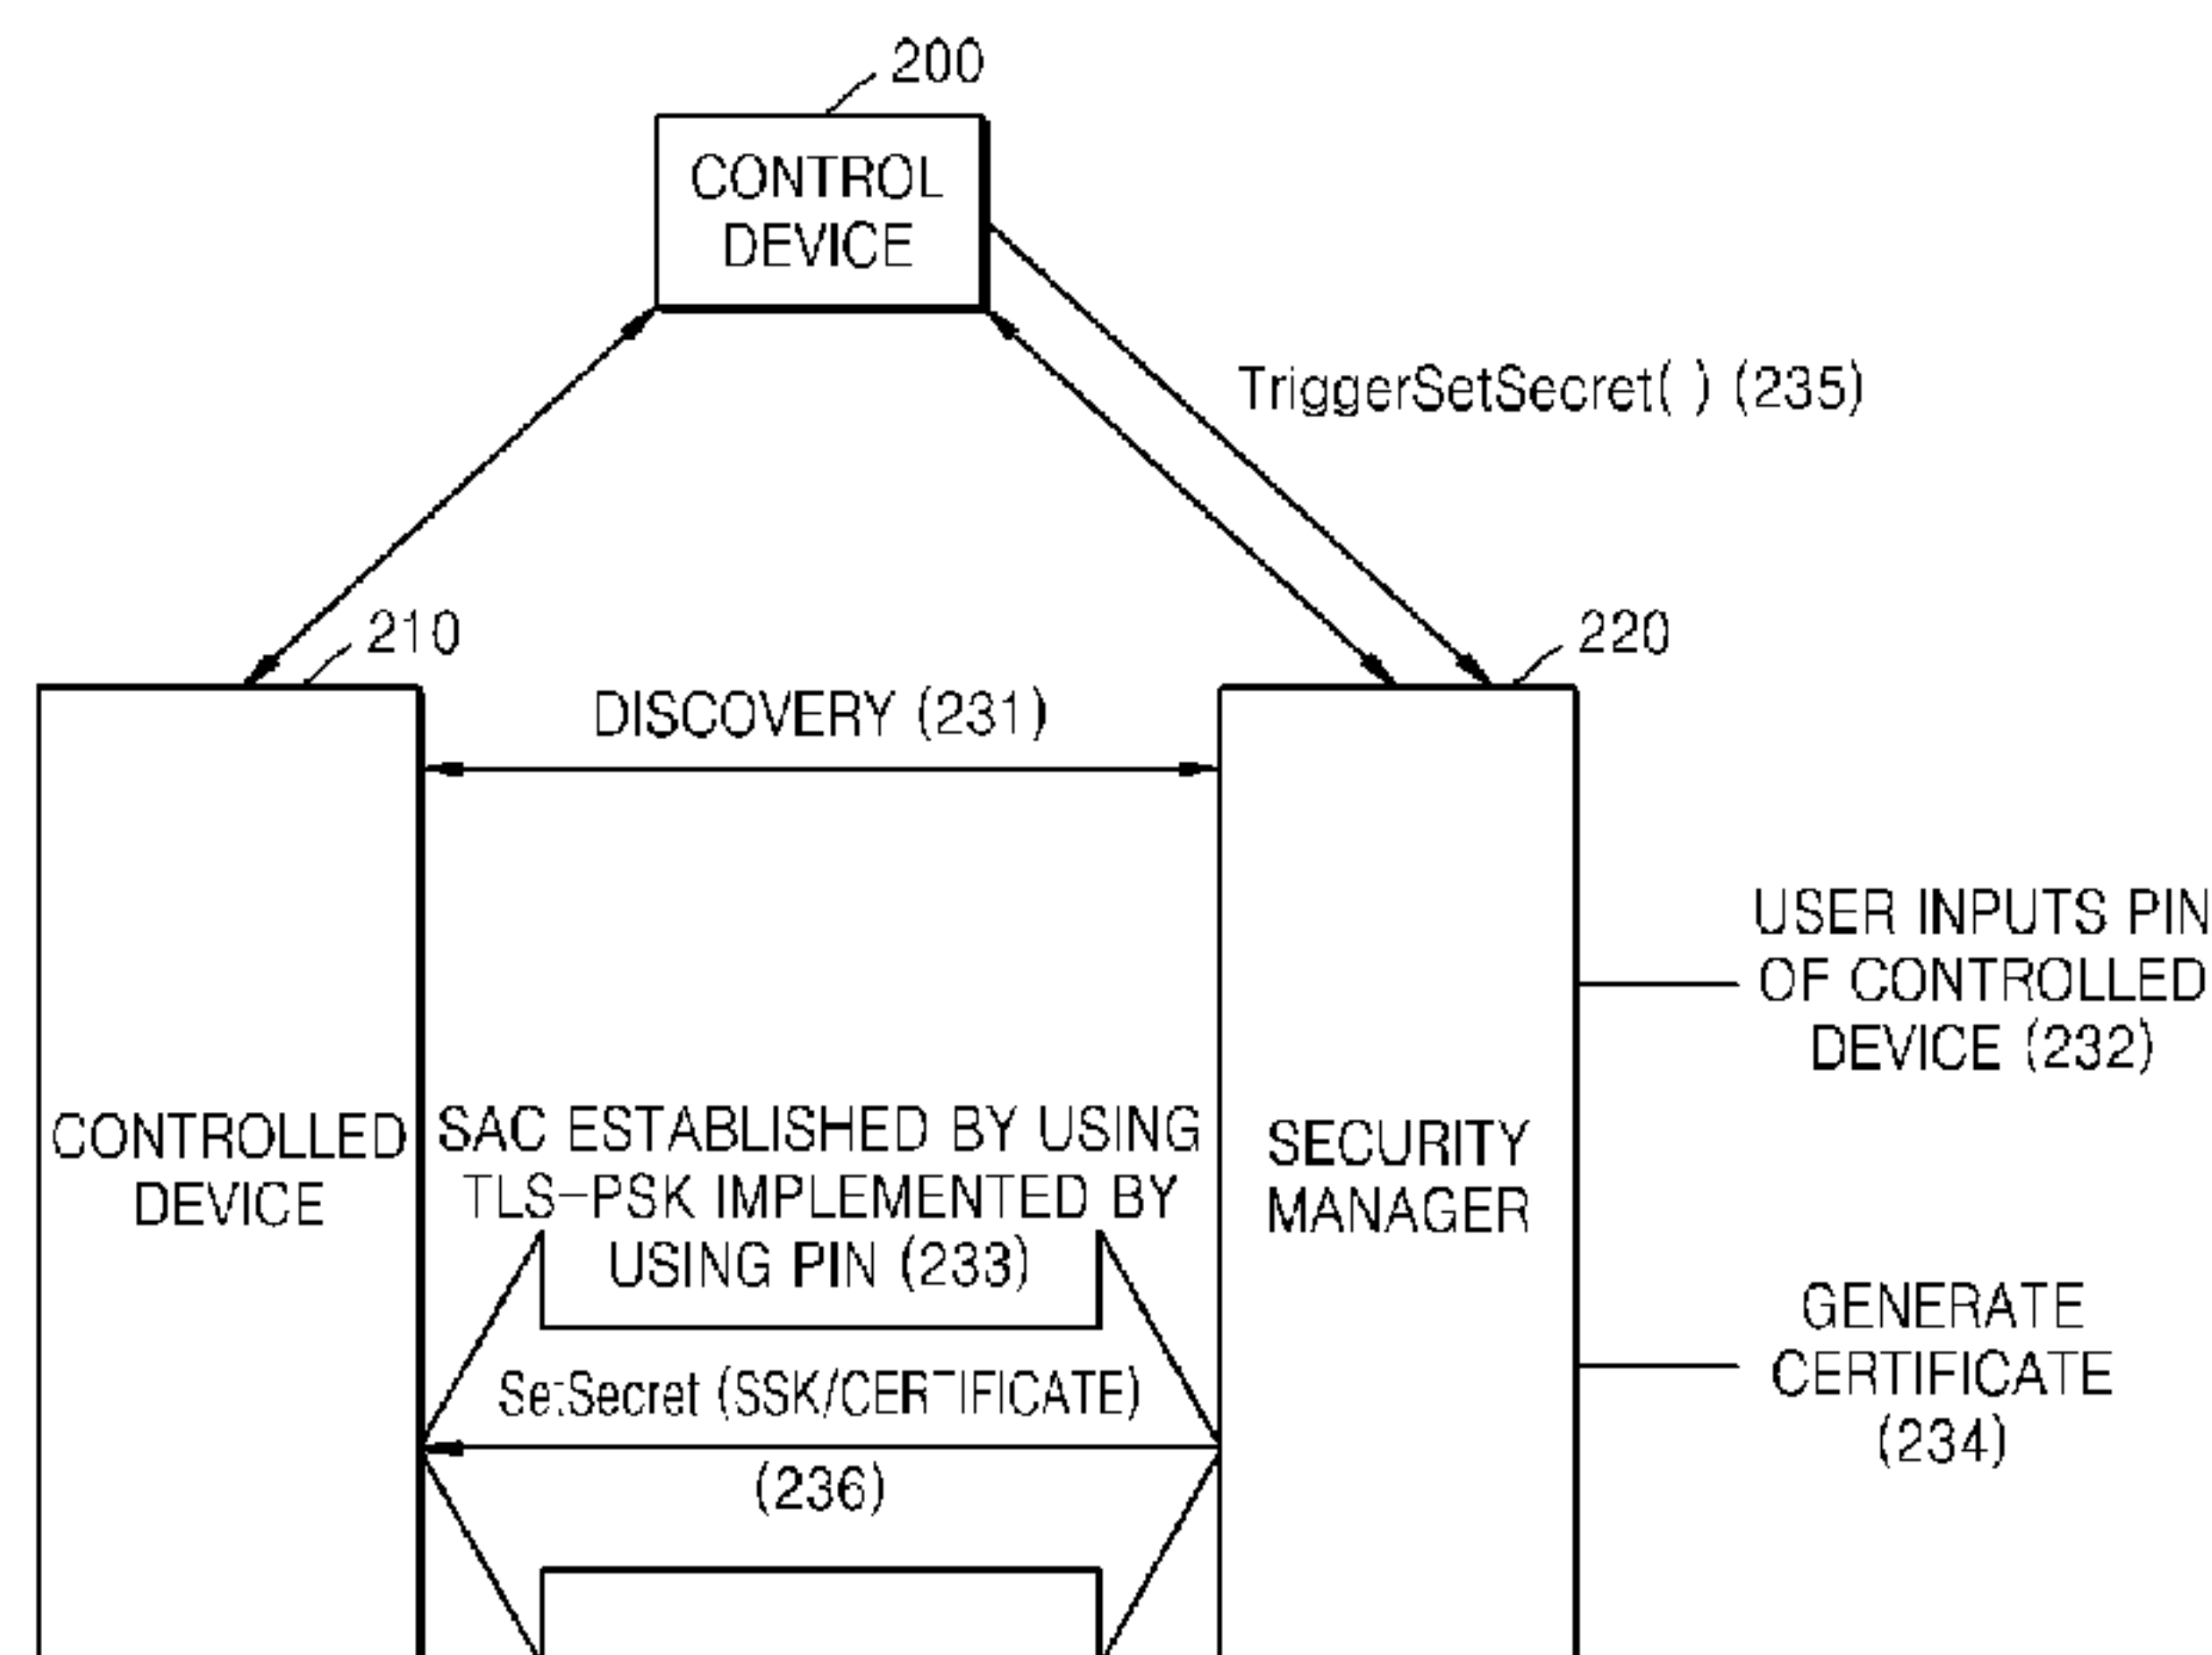 200
CONTROL
DEVICE
TriggerSetSecret( ) (235)
210
220
DISCOVERY (231)
USER INPUTS PIN
OF CONTROLLED
DEVICE (232)
CONTROLLED
DEVICE
SAC ESTABLISHED BY USING
TLS-PSK IMPLEMENTED BY
USING PIN (233)
SECURITY
MANAGER
GENERATE
CERTIFICATE
(234)
SetSecret (SSK/CERTIFICATE)
(236)